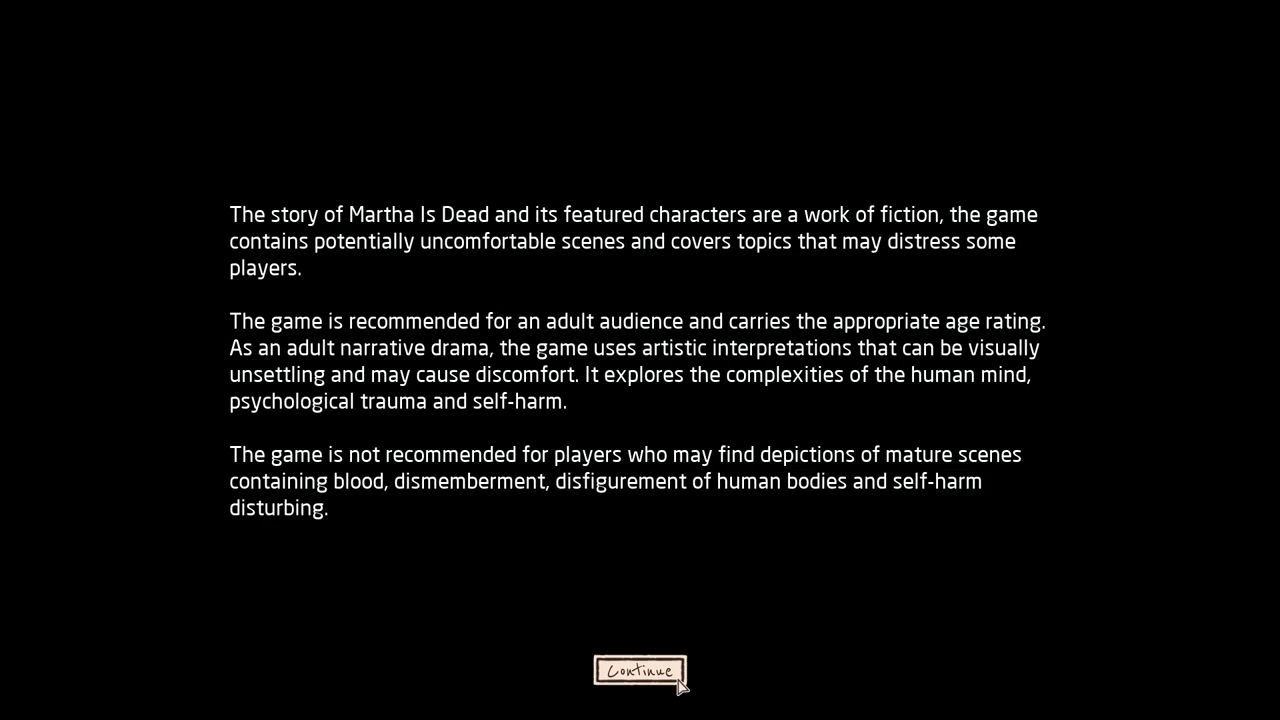 The story of Martha Is Dead and its featured characters are a work of fiction, the game
contains potentially uncomfortable scenes and covers topics that may distress some
players.
The game is recommended for an adult audience and carries the appropriate age rating.
As an adult narrative drama, the game uses artistic interpretations that can be visually
unsettling and may cause discomfort. It explores the complexities of the human mind,
psychological trauma and self-harm.
The game is not recommended for players who may find depictions of mature scenes
containing blood, dismemberment, disfigurement of human bodies and self-harm
disturbing.
Continue